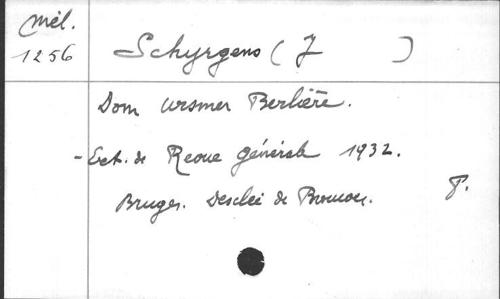 Mél.
1256
Schyrgens (J )
Dom Ursmer Berlière.
- Ext. de Revue générale 1932.
Bruges. Desclée de Brouwer.
P.